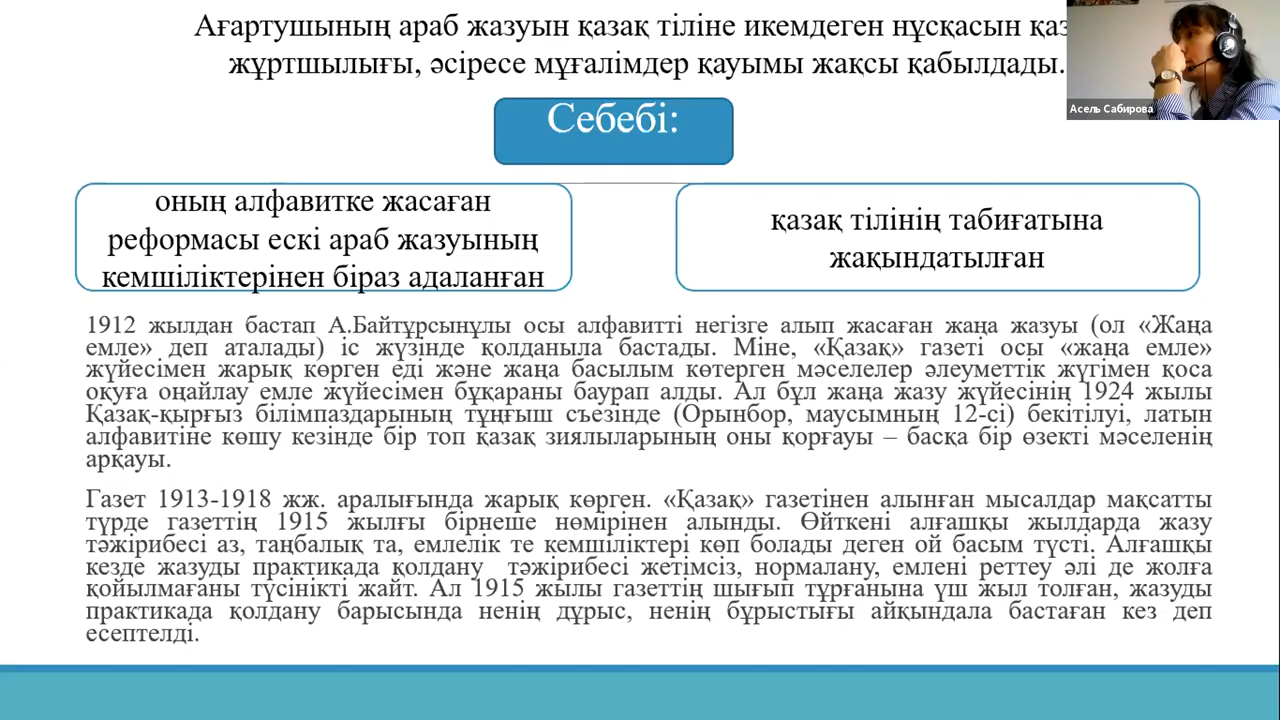 Ағартушының араб жазуын қазақ тіліне икемдеген нұсқасын
жұртшылығы, әсіресе мұғалімдер қауымы жақсы қабылдады.
Асель Сабирова
Себебі:
оның алфавитке жасаған
реформасы ескі араб жазуының
кемшіліктерінен біраз адаланған
қазақ тілінің табиғатына
жақындатылған
1912 жылдан бастап А.Байтұрсынұлы осы алфавитті негізге алып жасаған жаңа жазуы (ол «Жаңа
емле» деп аталады) іс жүзінде қолданыла бастады. Міне, «Қазақ» газеті осы «жаңа емле»
жүйесімен жарық көрген еді және жаңа басылым көтерген мәселелер әлеуметтік жүгімен қоса
оқуға оңайлау емле жүйесімен бұқараны баурап алды. Ал бұл жаңа жазу жүйесінің 1924 жылы
Қазақ-қырғыз білімпаздарының тұңғыш съезінде (Орынбор, маусымның 12-сі) бекітілуі, латын
алфавитіне көшу кезінде бір топ қазақ зиялыларының оны қорғауы – басқа бір өзекті мәселенің
арқауы.
Газет 1913-1918 жж. аралығында жарық көрген. «Қазақ» газетінен алынған мысалдар мақсатты
түрде газеттің 1915 жылғы бірнеше нөмірінен алынды. Өйткені алғашқы жылдарда жазу
тәжірибесі аз, таңбалық та, емлелік те кемшіліктері көп болады деген ой басым түсті. Алғашқы
кезде жазуды практикада қолдану тәжірибесі жетімсіз, нормалану, емлені реттеу әлі де жолға
қойылмағаны түсінікті жайт. Ал 1915 жылы газеттің шығып тұрғанына үш жыл толған, жазуды
практикада қолдану барысында ненің дұрыс, ненің бұрыстығы айқындала бастаған кез деп
есептелді.